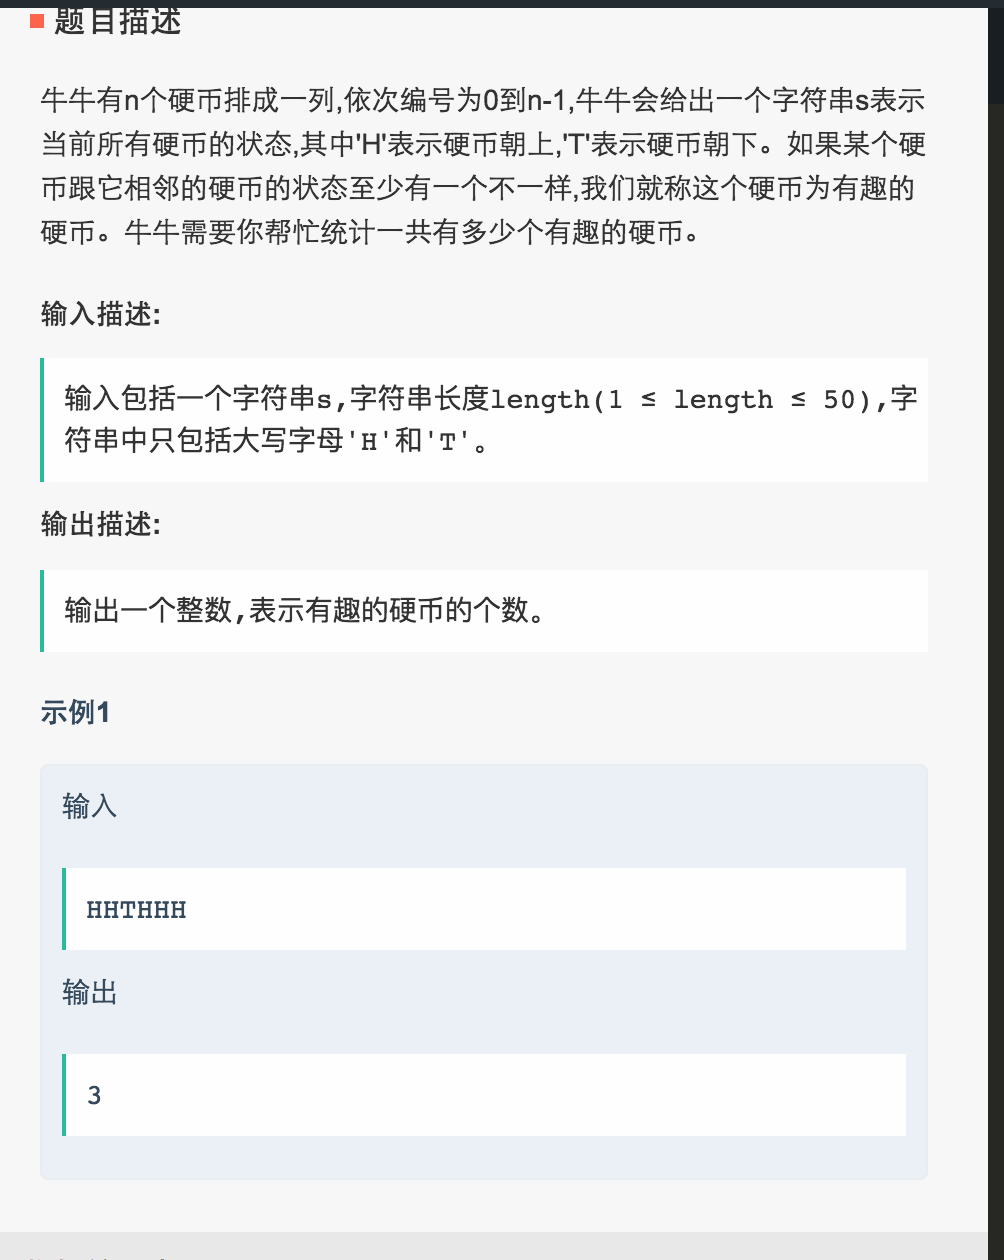 题目描述
牛牛有n个硬币排成一列,依次编号为0到n-1,牛牛会给出一个字符串s表示
当前所有硬币的状态,其中'H'表示硬币朝上,'T'表示硬币朝下。如果某个硬
币跟它相邻的硬币的状态至少有一个不一样,我们就称这个硬币为有趣的
硬币。牛牛需要你帮忙统计一共有多少个有趣的硬币。
输入描述:
输入包括一个字符串s,字符串长度length(1 ≤ length ≤ 50),字
符串中只包括大写字母'H'和'T'。
输出描述:
输出一个整数,表示有趣的硬币的个数。
示例1
输入
HHTHHH
输出
3